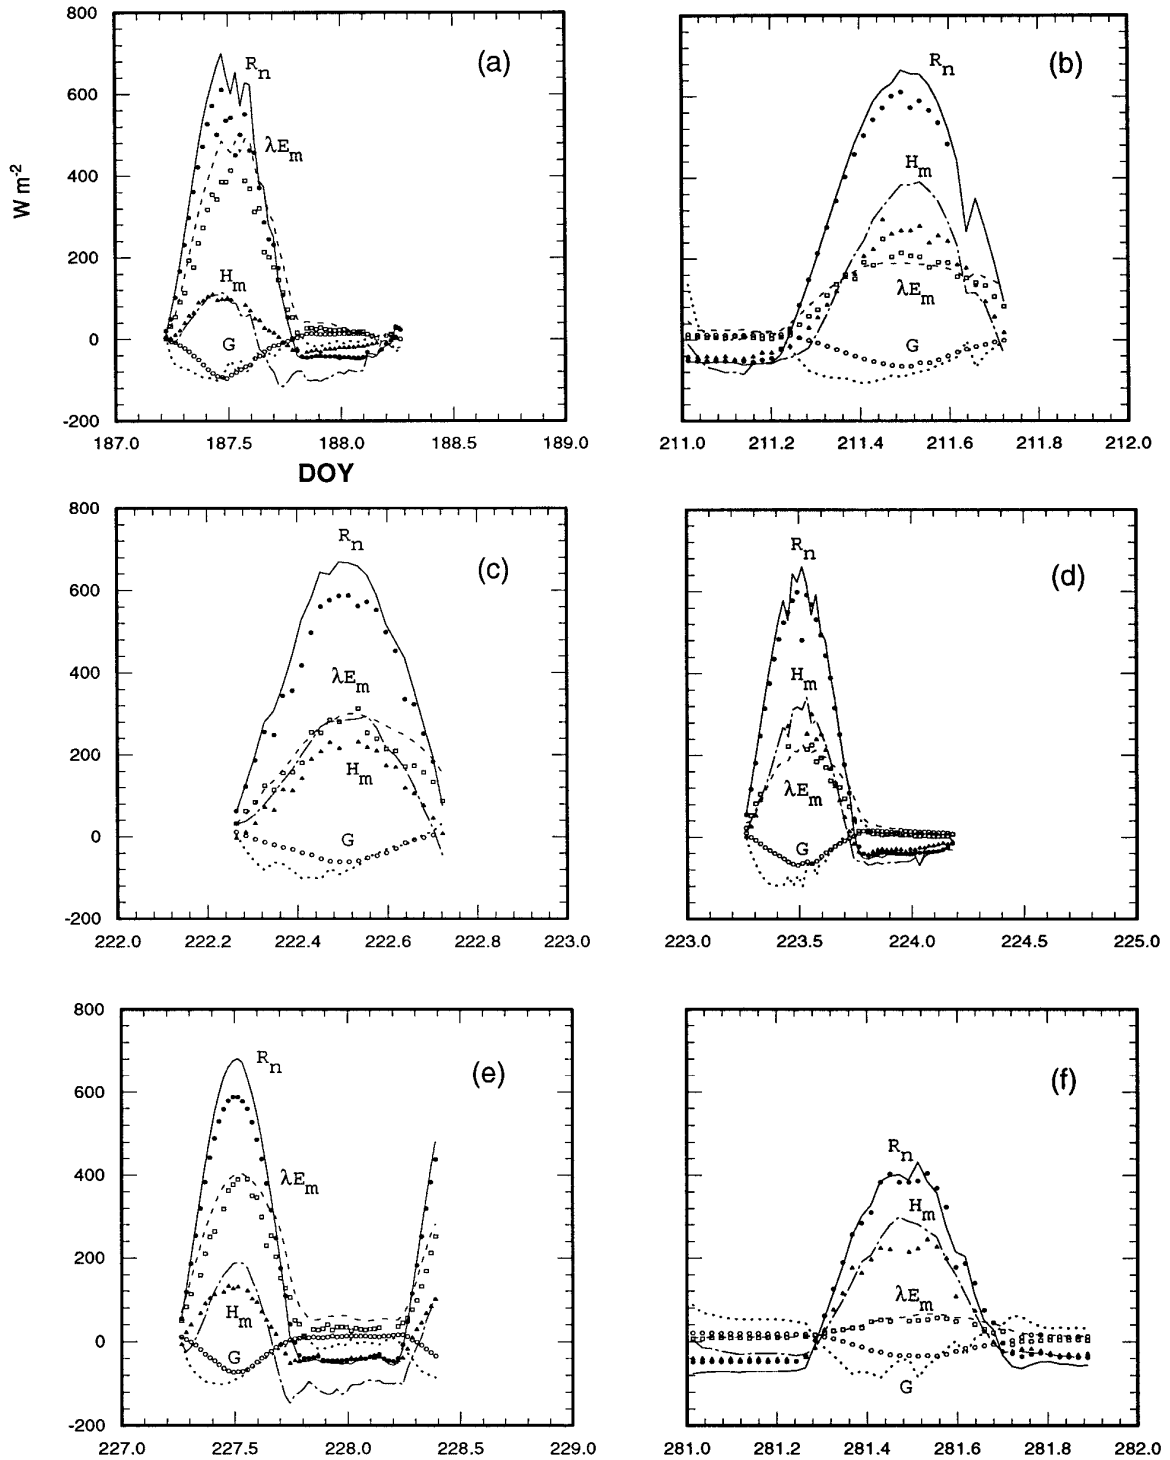 800
600
400
200
0
-200
W m-2
Rn
(a)
λEm
Hm
G
187.0 187.5 188.0 188.5 189.0
DOY
Rn
(b)
Hm
λEm
G
211.0 211.2 211.4 211.6 211.8 212.0
800
600
400
200
0
-200
Rn
(c)
λEm
Hm
G
222.0 222.2 222.4 222.6 222.8 223.0
Rn
(d)
Hm
λEm
G
223.0 223.5 224.0 224.5 225.0
800
600
400
200
0
-200
Rn
(e)
λEm
Hm
G
227.0 227.5 228.0 228.5 229.0
Rn
(f)
Hm
λEm
G
281.0 281.2 281.4 281.6 281.8 282.0